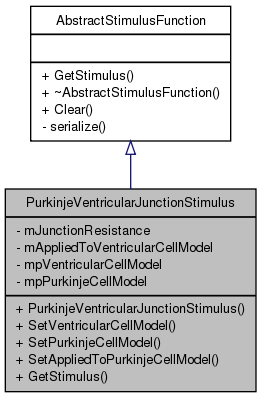 AbstractStimulusFunction
+ GetStimulus()
+ ~AbstractStimulusFunction()
+ Clear()
- serialize()
PurkinjeVentricularJunctionStimulus
- mJunctionResistance
- mAppliedToVentricularCellModel
- mpVentricularCellModel
- mpPurkinjeCellModel
+ PurkinjeVentricularJunctionStimulus()
+ SetVentricularCellModel()
+ SetPurkinjeCellModel()
+ SetAppliedToPurkinjeCellModel()
+ GetStimulus()